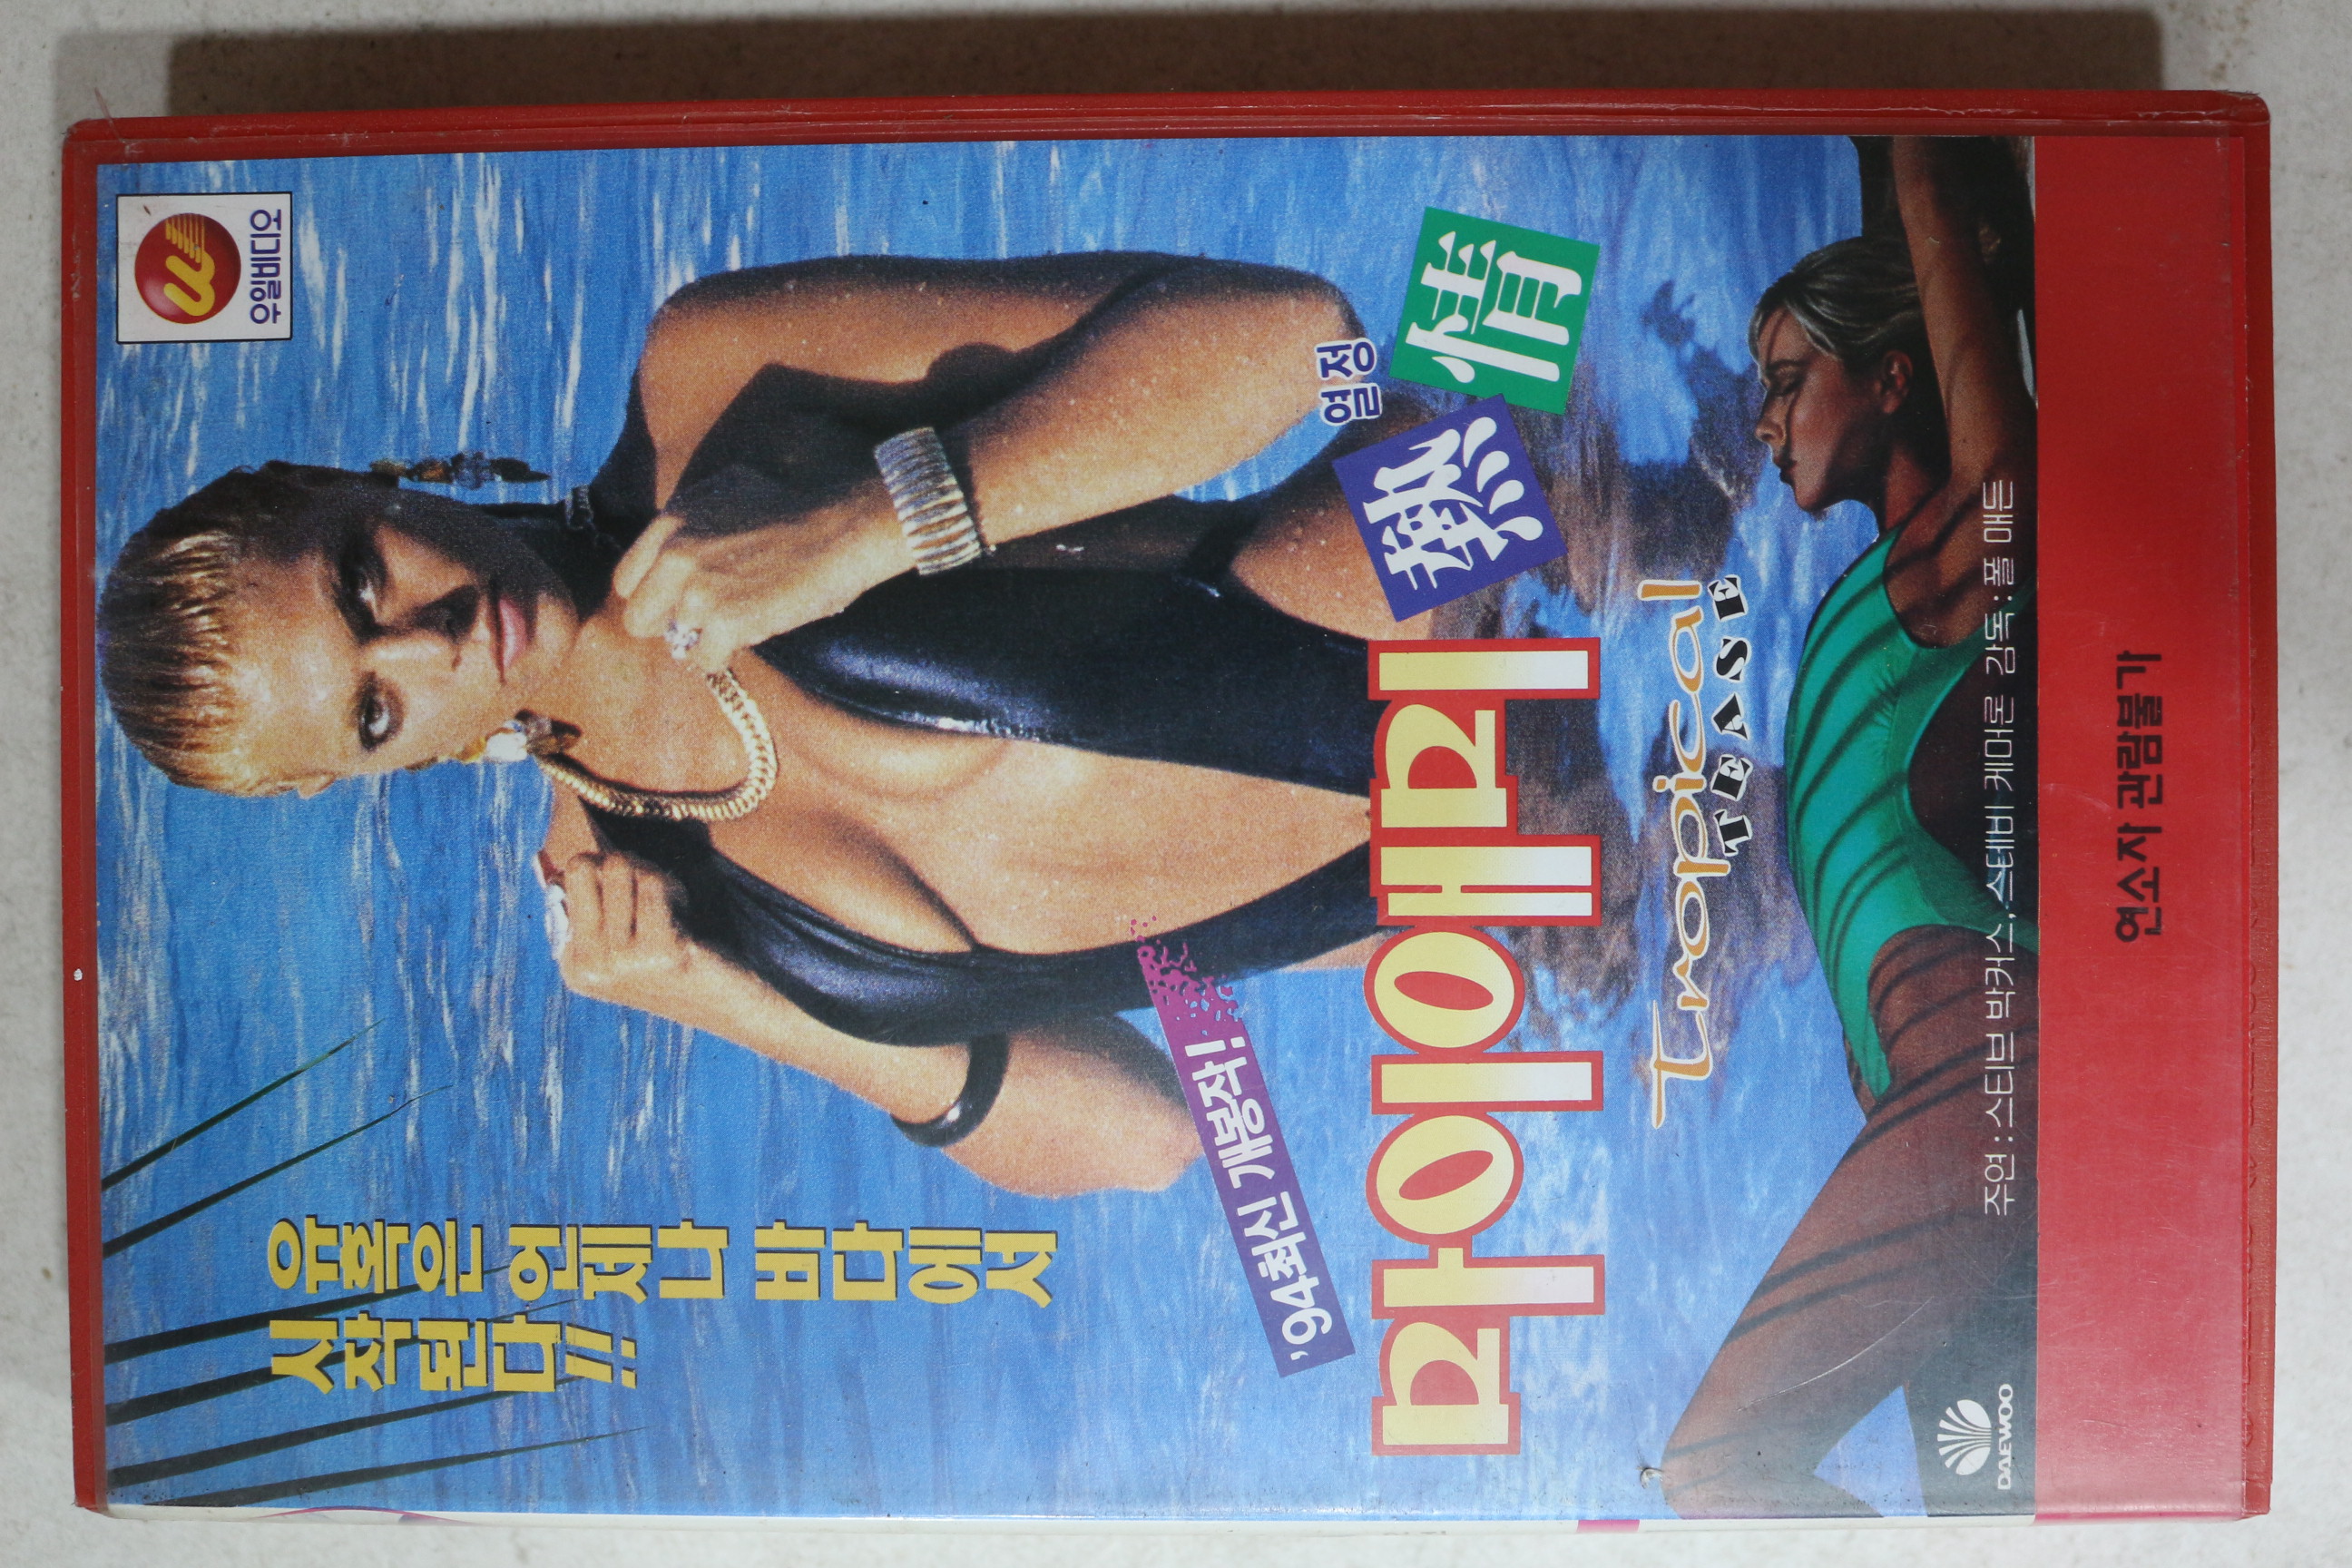 우일비디오
유혹은 언제나 바다에서
시작된다!!
'94최신 개봉작!
열정
마이애미 熱情
Tropical
TEASE
주연 : 스티브 박커스, 스테비 케머론 감독 : 폴 매든
DAEWOO
연소자 관람불가